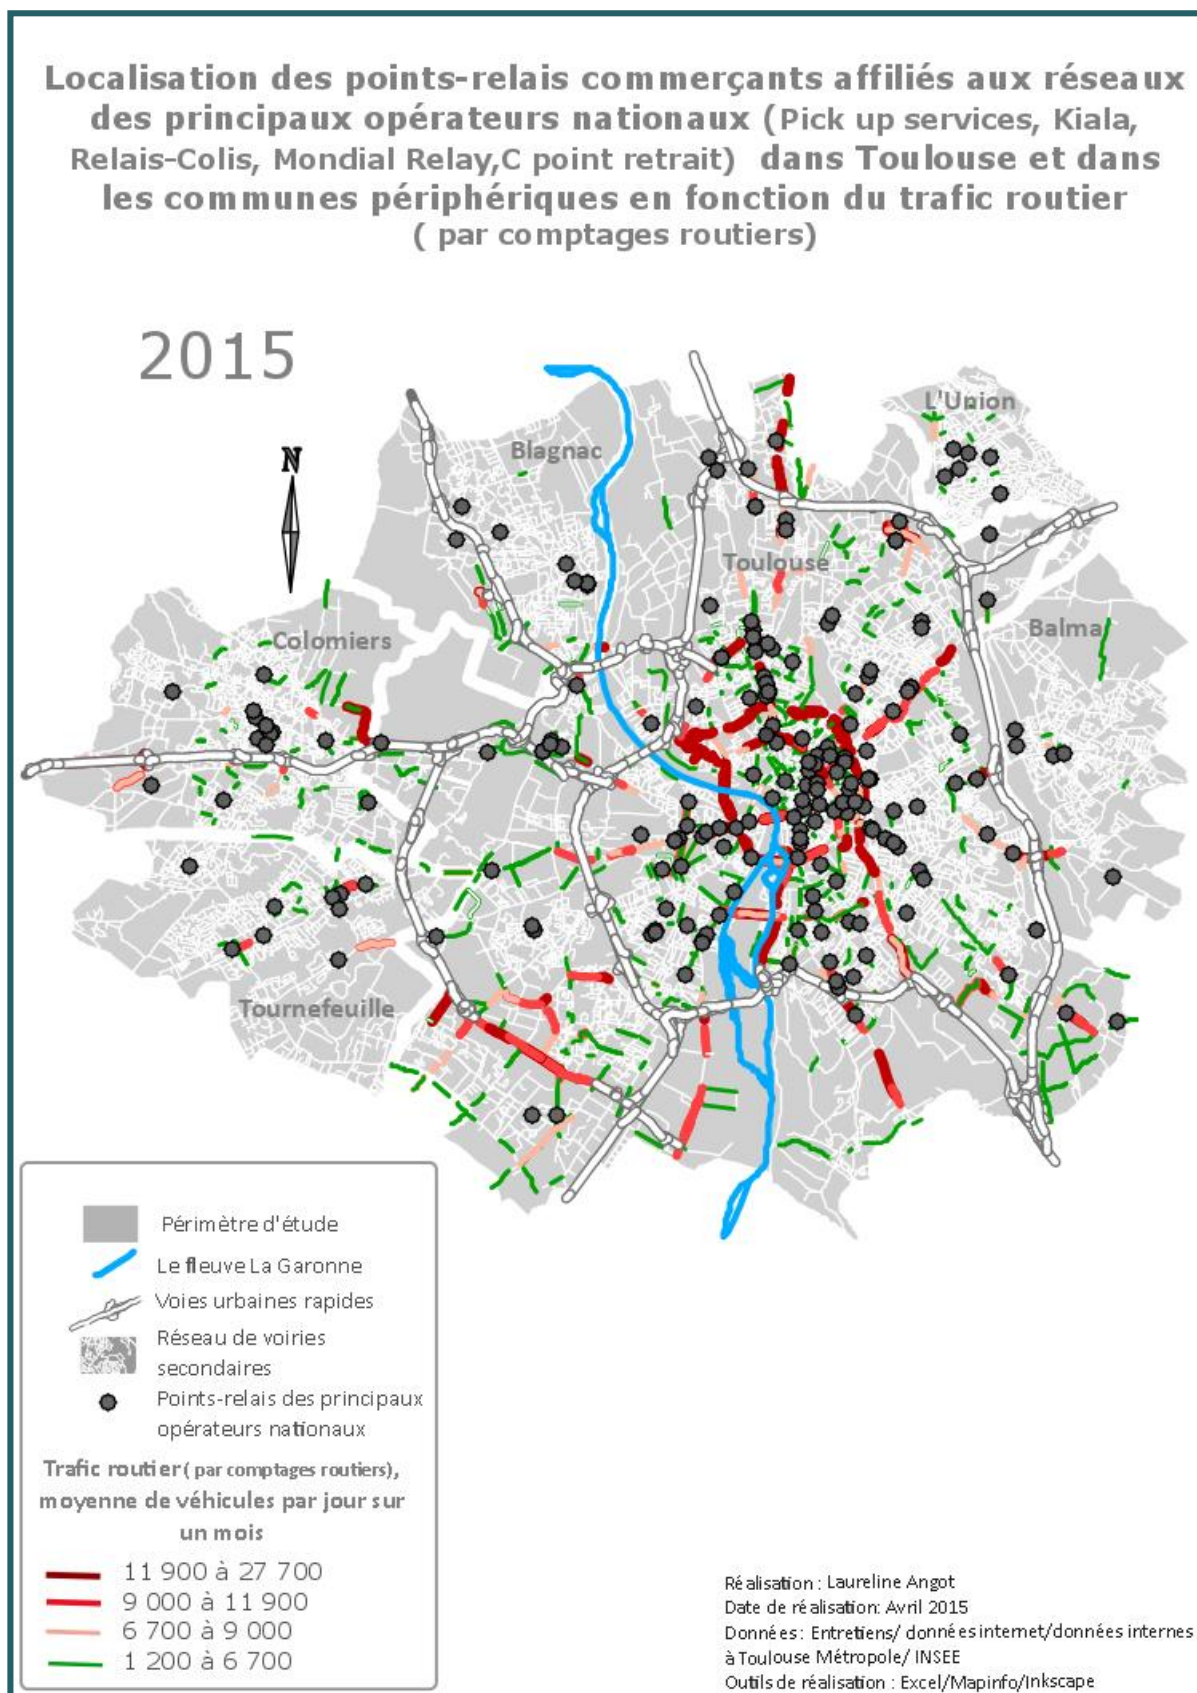 Localisation des points-relais commerçants affiliés aux réseaux
des principaux opérateurs nationaux (Pick up services, Kiala,
Relais-Colis, Mondial Relay,C point retrait) dans Toulouse et dans
les communes périphériques en fonction du trafic routier
( par comptages routiers)
2015
N
L'Union
Blagnac
Toulouse
Balma
Colomiers
Tournefeuille
Périmètre d'étude
Le fleuve La Garonne
Voies urbaines rapides
Réseau de voiries
secondaires
Points-relais des principaux
opérateurs nationaux
Trafic routier( par comptages routiers),
moyenne de véhicules par jour sur
un mois
11 900 à 27 700
9 000 à 11 900
6 700 à 9 000
1 200 à 6 700
Réalisation : Laureline Angot
Date de réalisation: Avril 2015
Données : Entretiens/ données internet/données internes
à Toulouse Métropole/ INSEE
Outils de réalisation : Excel/Mapinfo/Inkscape